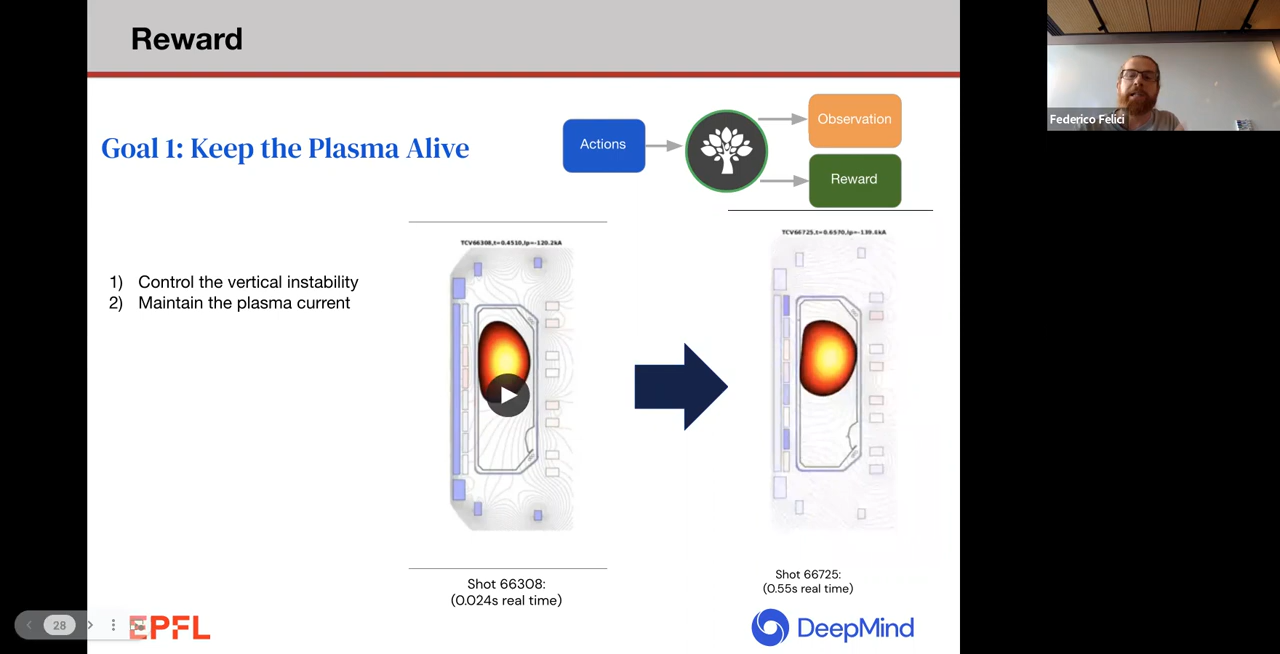 Reward
Federico Felici
Goal 1: Keep the Plasma Alive
Actions
Observation
Reward
1) Control the vertical instability
2) Maintain the plasma current
TCV66308,t=0.4510,Ip=-120.2kA
TCV66725,t=0.6570,Ip=-139.6kA
Shot 66308:
(0.024s real time)
Shot 66725:
(0.55s real time)
28
EPFL
DeepMind